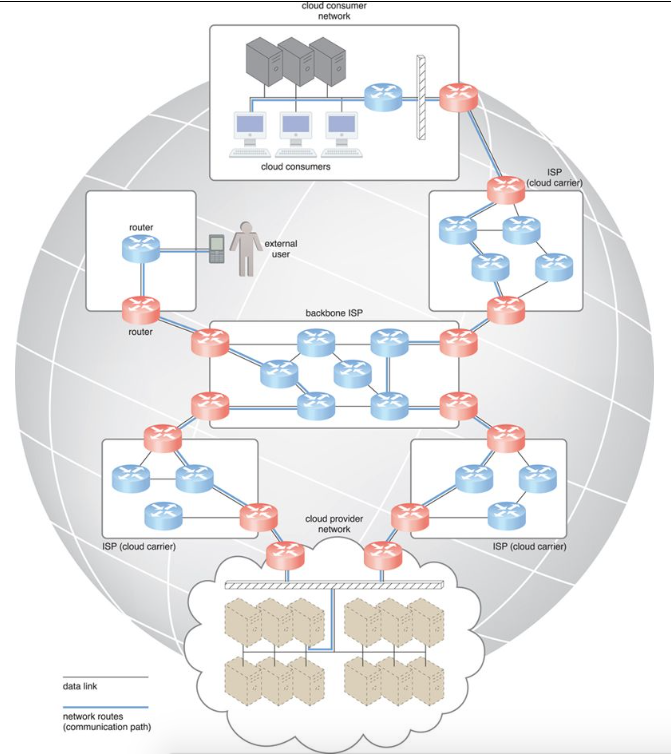 cloud consumer
network
cloud consumers
ISP
(cloud carrier)
router
external
user
router
backbone ISP
cloud provider
network
ISP (cloud carrier)
ISP (cloud carrier)
data link
network routes
(communication path)